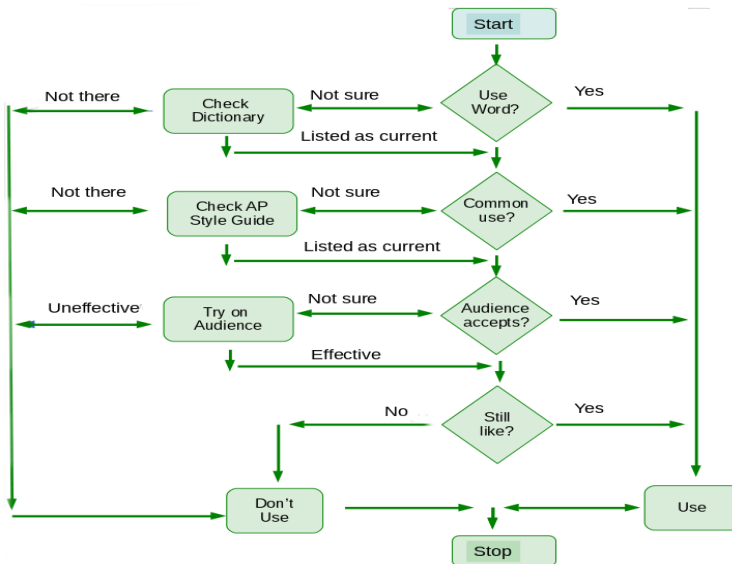 Start
Not there
Check
Dictionary
Not sure
Use
Word?
Yes
Listed as current
Not there
Check AP
Style Guide
Not sure
Common
use?
Yes
Listed as current
Uneffective
Try on
Audience
Not sure
Audience
accepts?
Yes
Effective
No
Still
like?
Yes
Don't
Use
Use
Stop